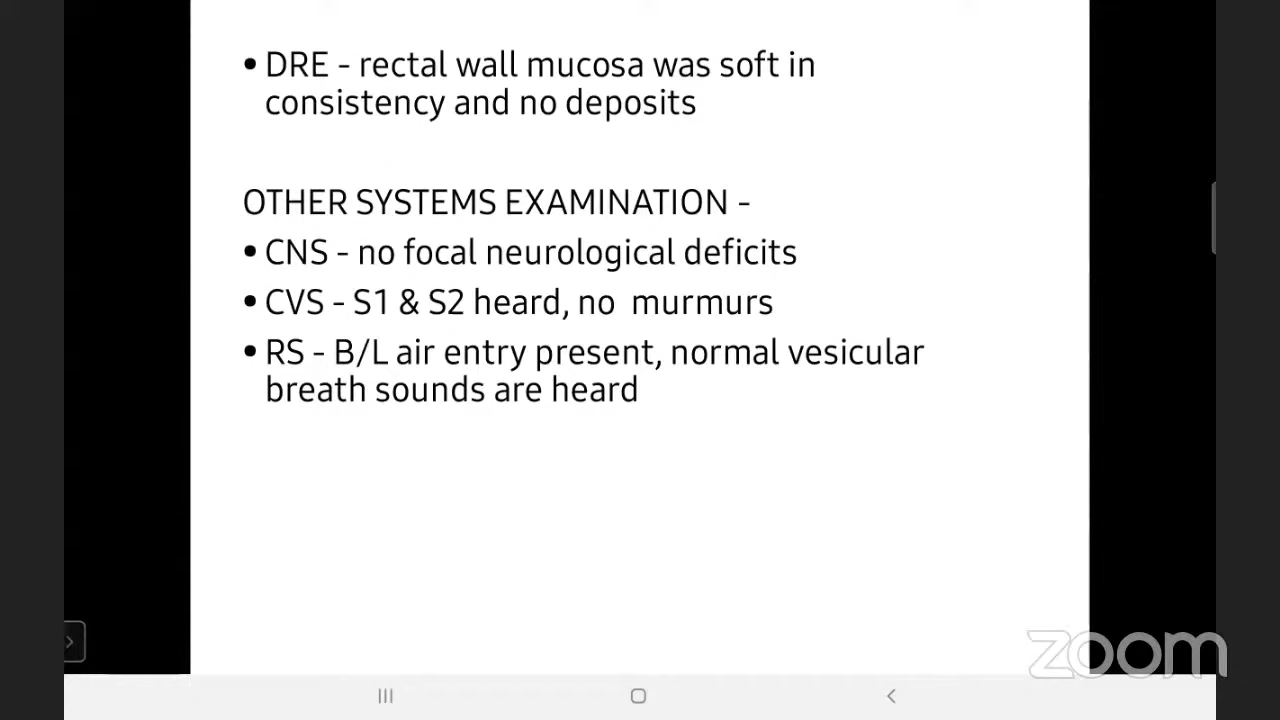 • DRE - rectal wall mucosa was soft in
consistency and no deposits
OTHER SYSTEMS EXAMINATION -
• CNS - no focal neurological deficits
• CVS - S1 & S2 heard, no  murmurs
• RS - B/L air entry present, normal vesicular
breath sounds are heard
zoom